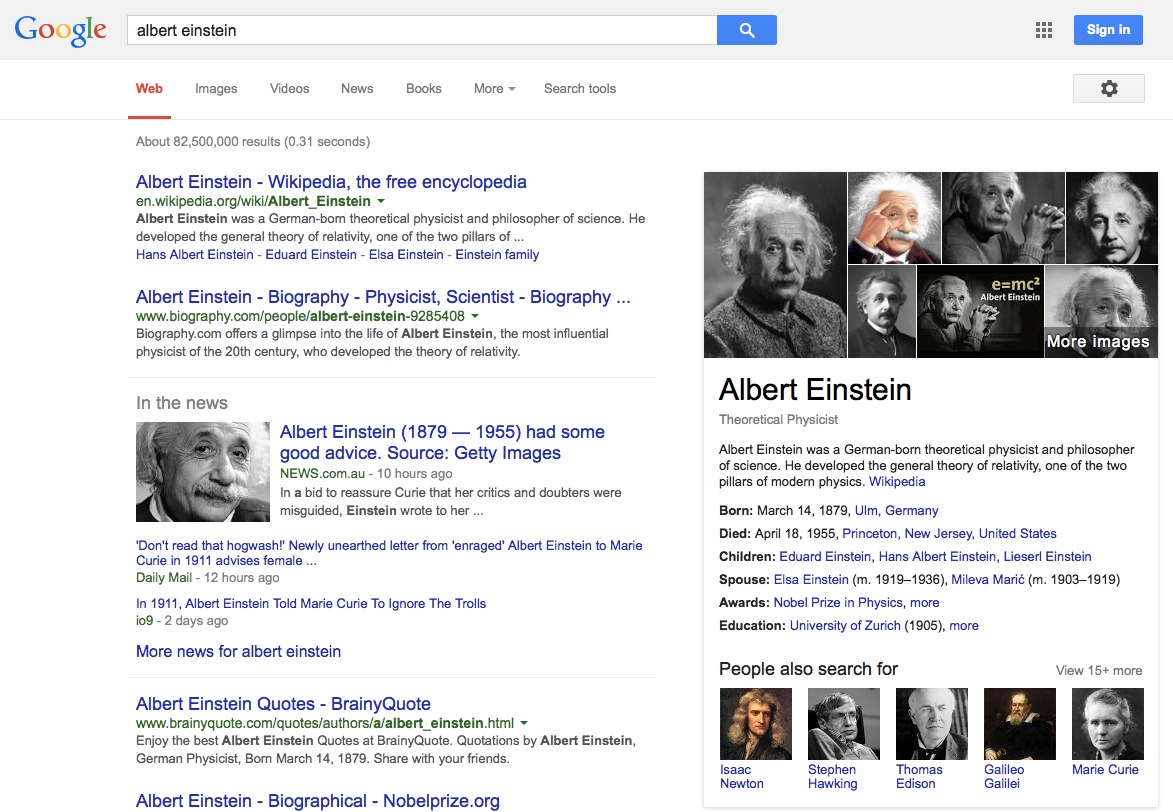 Google
albert einstein
Sign in
Web Images Videos News Books More Search tools
About 82,500,000 results (0.31 seconds)
Albert Einstein - Wikipedia, the free encyclopedia
en.wikipedia.org/wiki/Albert_Einstein
Albert Einstein was a German-born theoretical physicist and philosopher of science. He
developed the general theory of relativity, one of the two pillars of ...
Hans Albert Einstein - Eduard Einstein - Elsa Einstein - Einstein family
Albert Einstein - Biography - Physicist, Scientist - Biography ...
www.biography.com/people/albert-einstein-9285408
Biography.com offers a glimpse into the life of Albert Einstein, the most influential
physicist of the 20th century, who developed the theory of relativity.
In the news
Albert Einstein (1879 — 1955) had some
good advice. Source: Getty Images
NEWS.com.au - 10 hours ago
In a bid to reassure Curie that her critics and doubters were
misguided, Einstein wrote to her ...
'Don't read that hogwash!' Newly unearthed letter from 'enraged' Albert Einstein to Marie
Curie in 1911 advises female ...
Daily Mail - 12 hours ago
In 1911, Albert Einstein Told Marie Curie To Ignore The Trolls
io9 - 2 days ago
More news for albert einstein
Albert Einstein Quotes - BrainyQuote
www.brainyquote.com/quotes/authors/a/albert_einstein.html
Enjoy the best Albert Einstein Quotes at BrainyQuote. Quotations by Albert Einstein,
German Physicist, Born March 14, 1879. Share with your friends.
Albert Einstein - Biographical - Nobelprize.org
e=mc²
Albert Einstein
More images
Albert Einstein
Theoretical Physicist
Albert Einstein was a German-born theoretical physicist and philosopher
of science. He developed the general theory of relativity, one of the two
pillars of modern physics. Wikipedia
Born: March 14, 1879, Ulm, Germany
Died: April 18, 1955, Princeton, New Jersey, United States
Children: Eduard Einstein, Hans Albert Einstein, Lieserl Einstein
Spouse: Elsa Einstein (m. 1919–1936), Mileva Marić (m. 1903–1919)
Awards: Nobel Prize in Physics, more
Education: University of Zurich (1905), more
People also search for
View 15+ more
Isaac
Newton
Stephen
Hawking
Thomas
Edison
Galileo
Galilei
Marie Curie